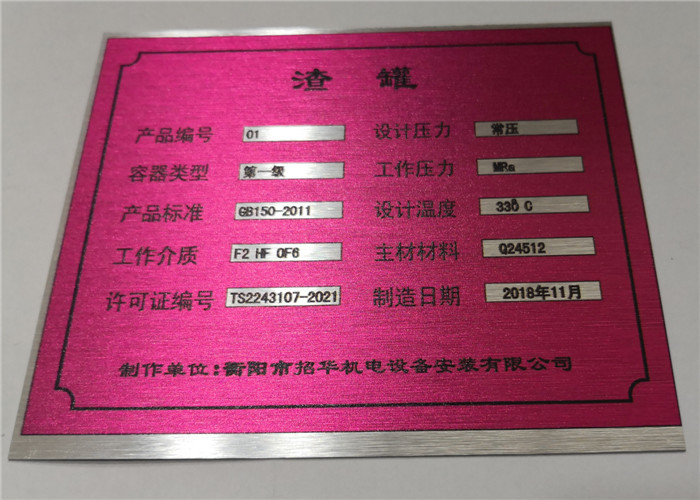 渣 罐
产品编号 01 设计压力 常压
容器类型 第一级 工作压力 MRa
产品标准 GB150-2011 设计温度 330℃
工作介质 F2 HF OF6 主材材料 Q24512
许可证编号 TS2243107-2021 制造日期 2018年11月
制作单位:衡阳市招华机电设备安装有限公司